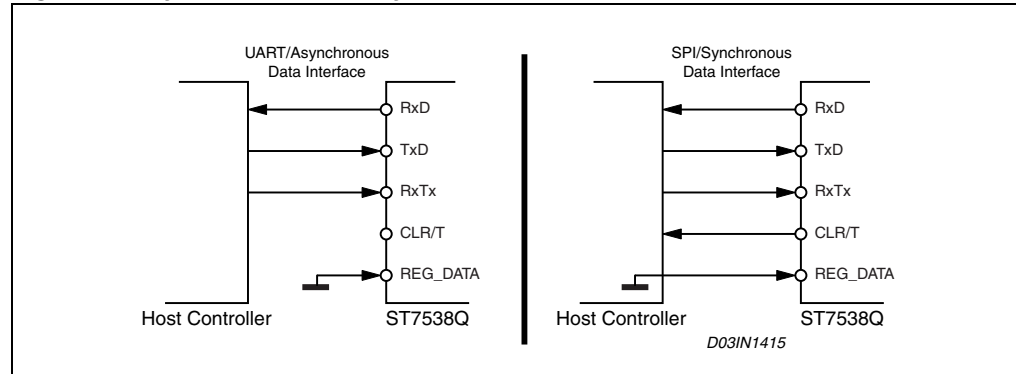 UART/Asynchronous
Data Interface
RxD
TxD
RxTx
CLR/T
REG_DATA
Host Controller
ST7538Q
SPI/Synchronous
Data Interface
RxD
TxD
RxTx
CLR/T
REG_DATA
Host Controller
ST7538Q
D03IN1415